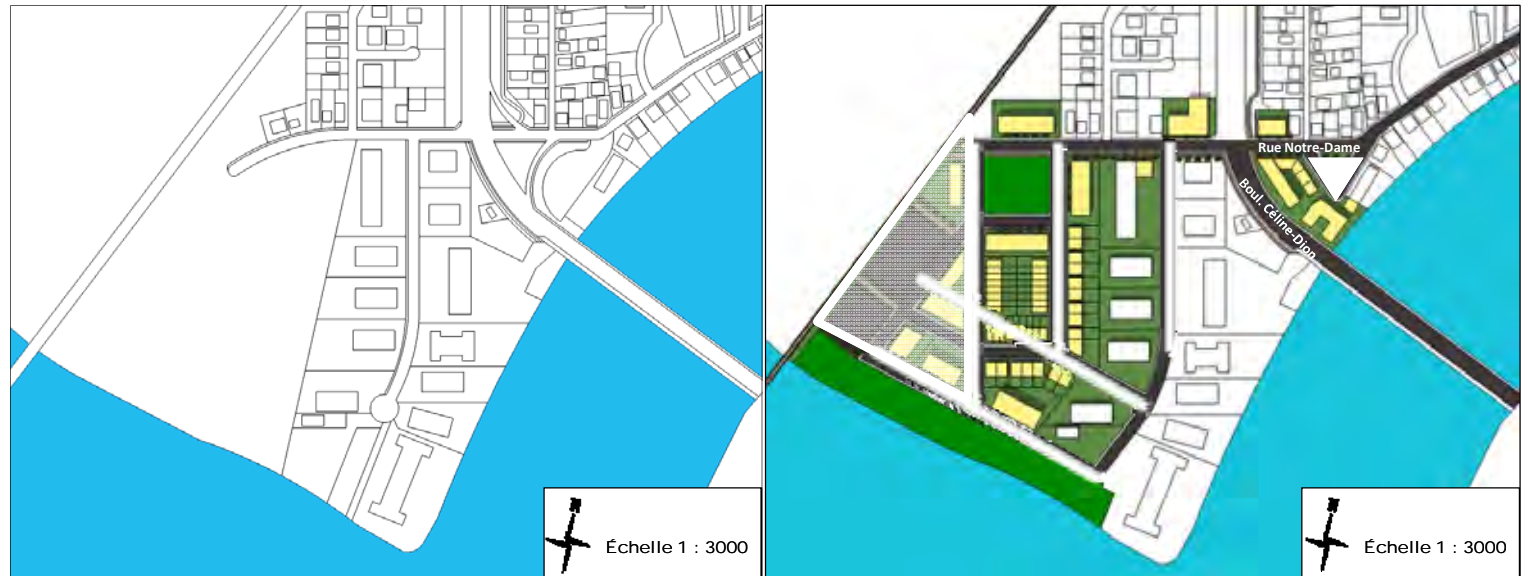 Rue Notre-Dame
Boul. Céline-Dion
N
Échelle 1 : 3000
N
Échelle 1 : 3000